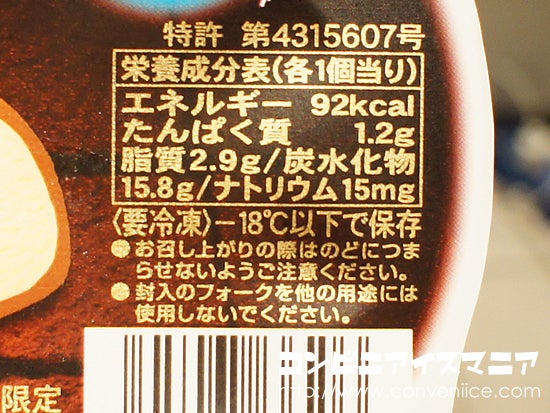 特許 第4315607号
栄養成分表(各1個当り)
エネルギー 92kcal
たんぱく質 1.2g
脂質2.9g/炭水化物
15.8g/ナトリウム15mg
〈要冷凍〉-18℃以下で保存
●お召し上がりの際はのどにつま
らせないようご注意ください。
●封入のフォークを他の用途には
使用しないでください。
限定
コンビニアイスマニア
http://www.conveniice.com/